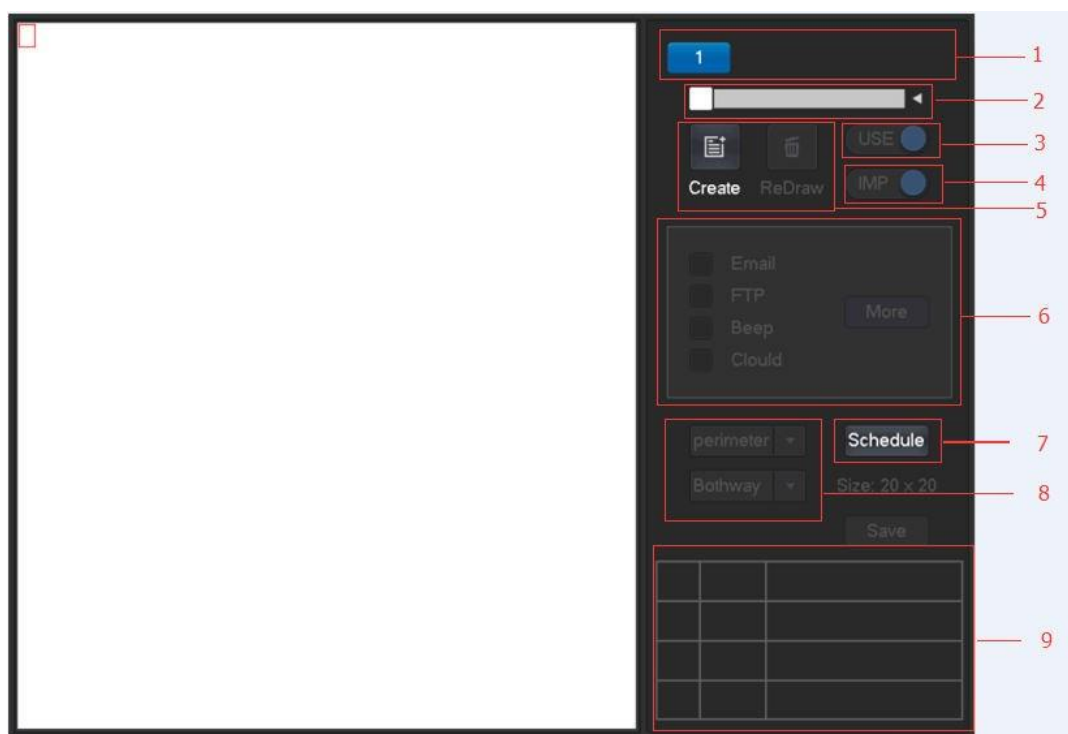 1
1
2
USE
3
IMP
4
Create ReDraw
5
Email
FTP
More
6
Beep
Clould
perimeter
Schedule
7
Bothway
Size: 20 x 20
8
Save
9